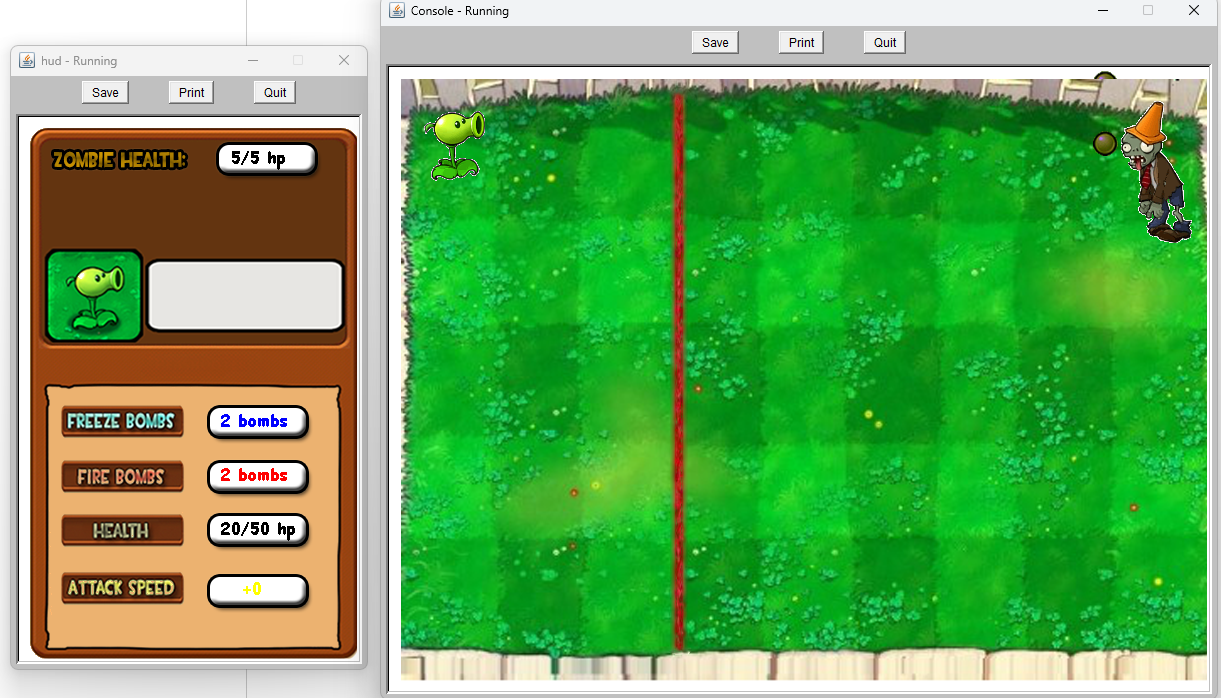 hud - Running
Save Print Quit
ZOMBIE HEALTH: 5/5 hp
FREEZE BOMBS 2 bombs
FIRE BOMBS 2 bombs
HEALTH 20/50 hp
ATTACK SPEED +0
Console - Running
Save Print Quit